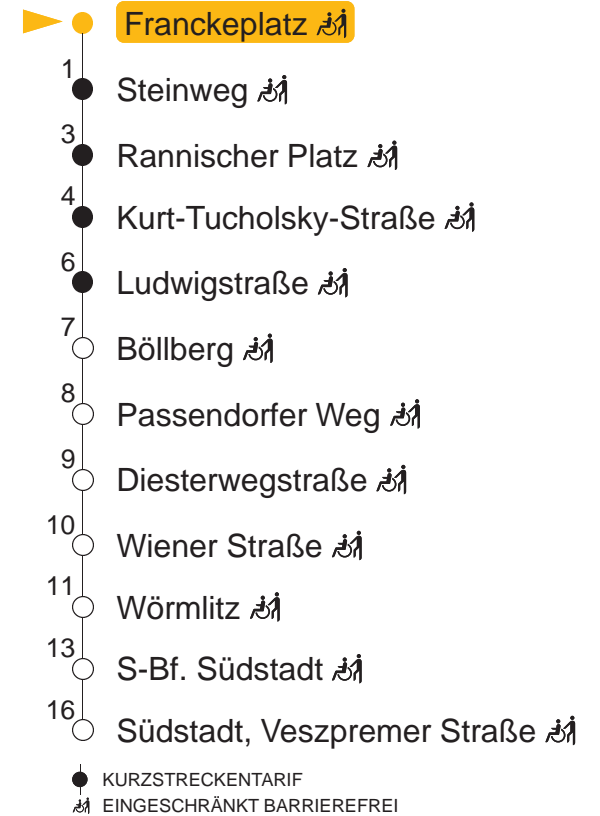 Franckeplatz
1
Steinweg
3
Rannischer Platz
4
Kurt-Tucholsky-Straße
6
Ludwigstraße
7
Böllberg
8
Passendorfer Weg
9
Diesterwegstraße
10
Wiener Straße
11
Wörmlitz
13
S-Bf. Südstadt
16
Südstadt, Veszpremer Straße
KURZSTRECKENTARIF
EINGESCHRÄNKT BARRIEREFREI